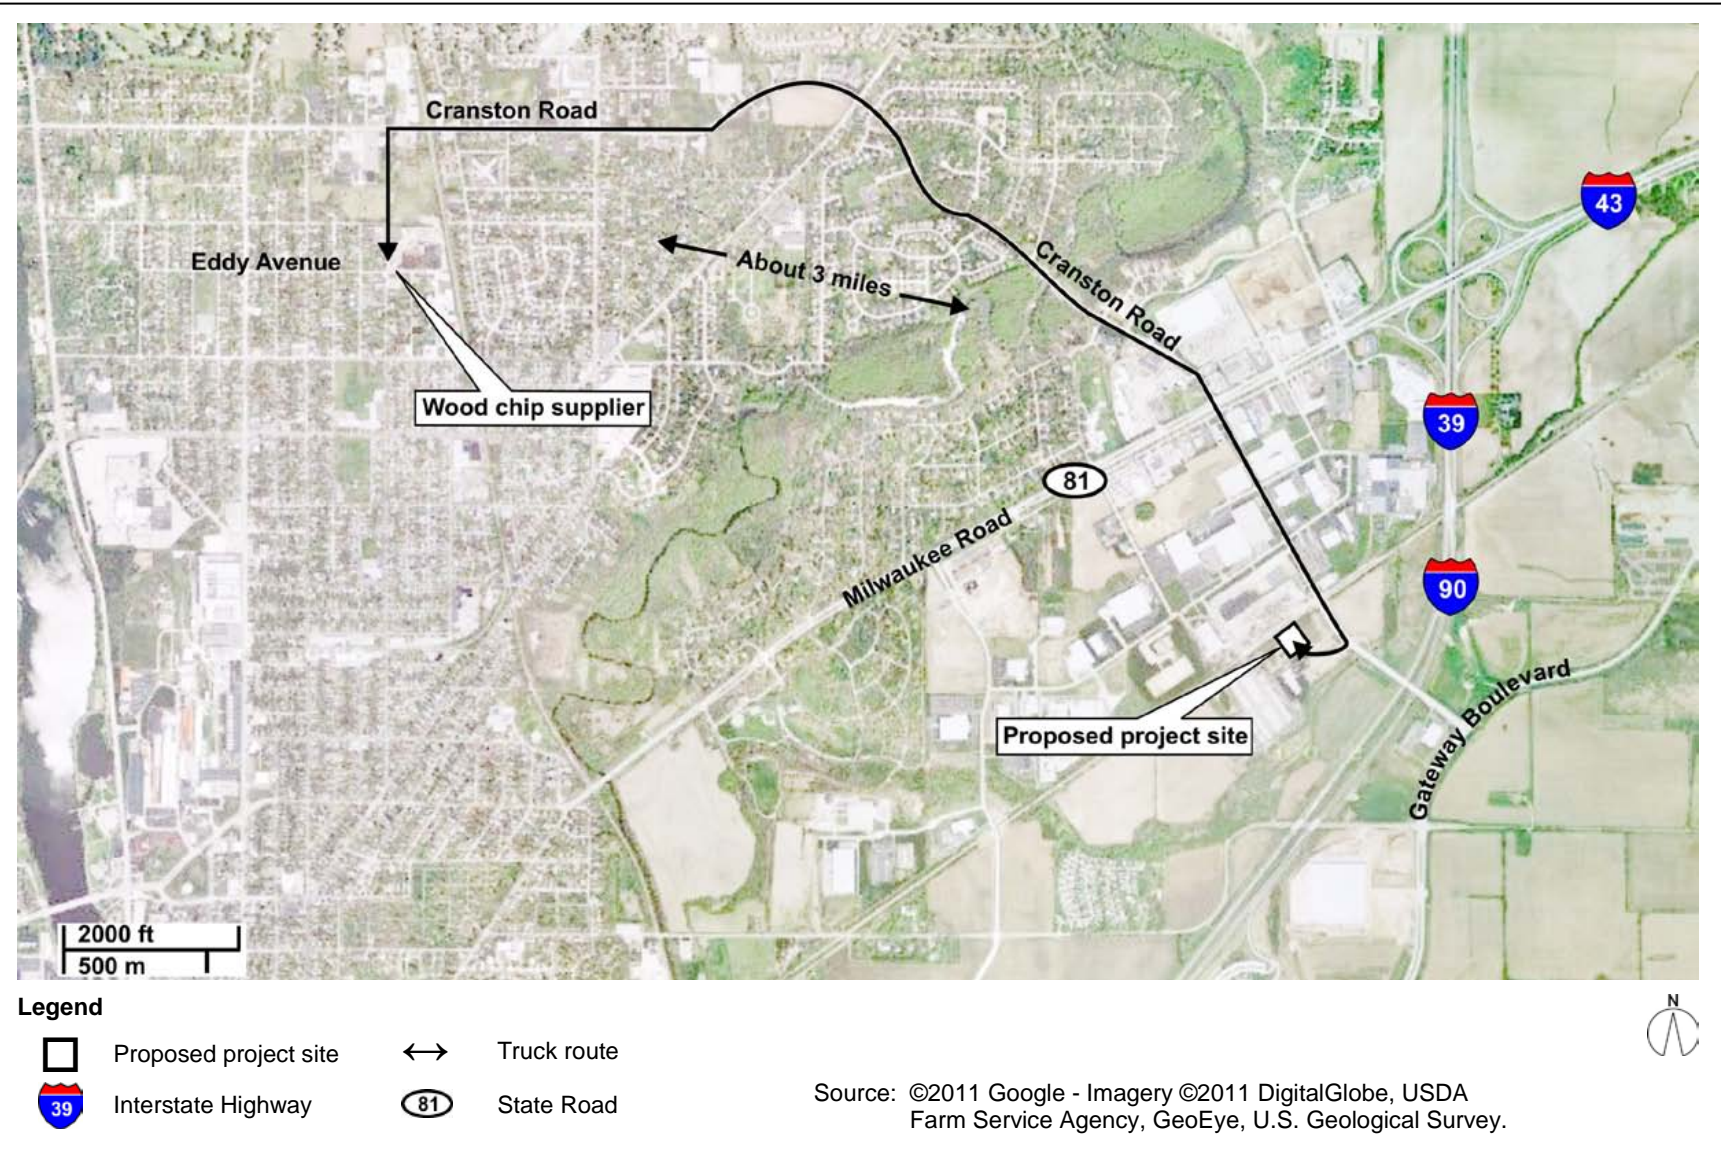 Cranston Road
43
Eddy Avenue
About 3 miles
Cranston Road
Wood chip supplier
39
81
Milwaukee Road
90
Proposed project site
Gateway Boulevard
2000 ft
500 m
Legend
N
Proposed project site
Truck route
39
Interstate Highway
81
State Road
Source: ©2011 Google - Imagery ©2011 DigitalGlobe, USDA
Farm Service Agency, GeoEye, U.S. Geological Survey.